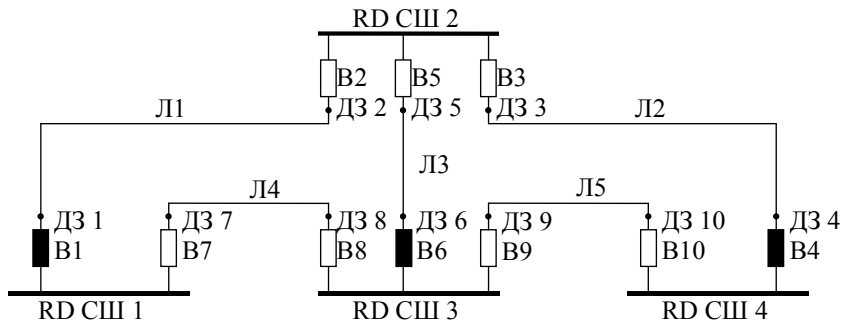 RD СШ 2
В2
В5
В3
ДЗ 2
ДЗ 5
ДЗ 3
Л1
Л2
Л3
Л4
Л5
ДЗ 1
ДЗ 7
ДЗ 8
ДЗ 6
ДЗ 9
ДЗ 10
ДЗ 4
В1
В7
В8
В6
В9
В10
В4
RD СШ 1
RD СШ 3
RD СШ 4